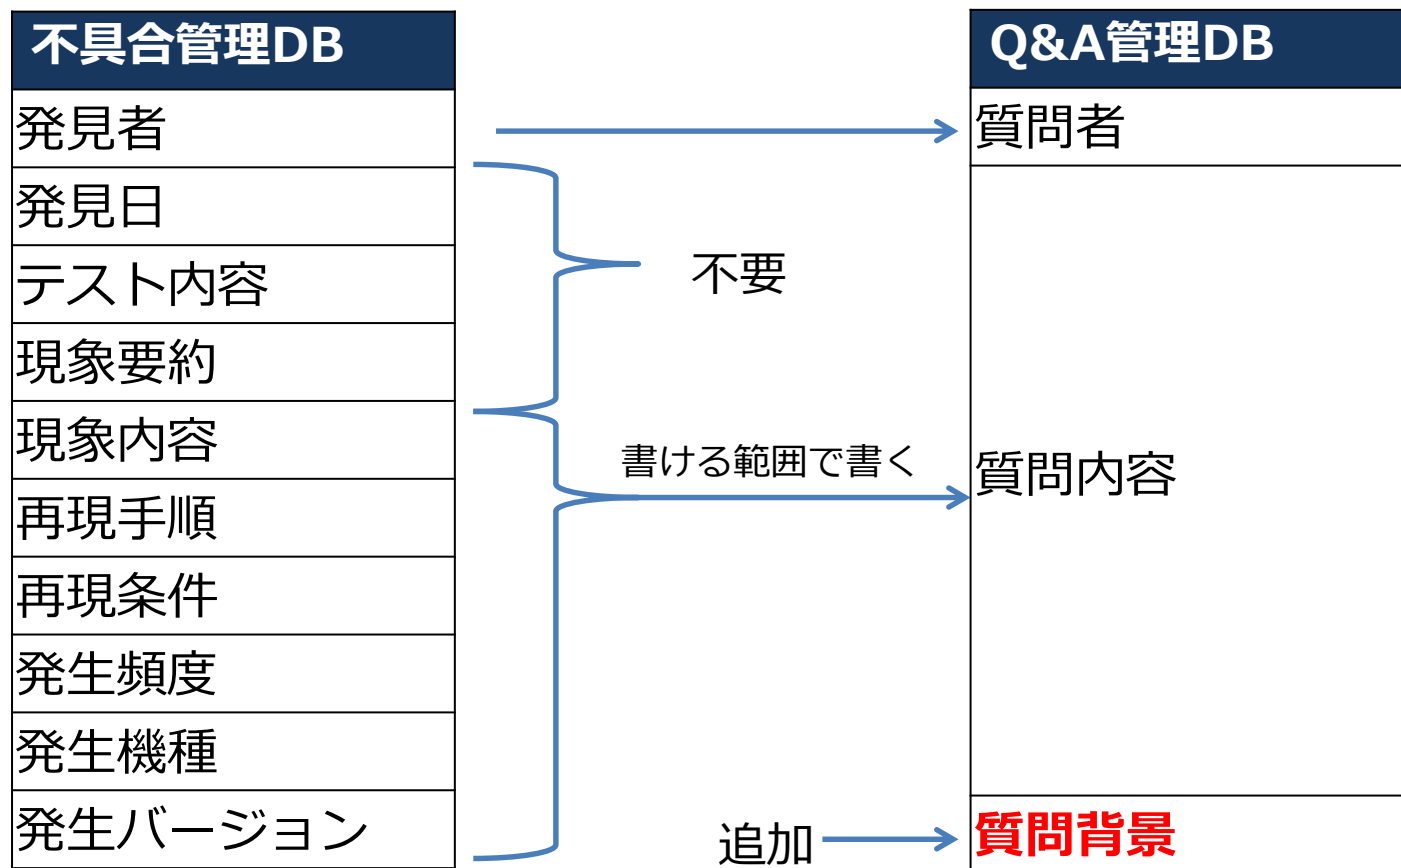 不具合管理DB
発見者
発見日
テスト内容
現象要約
現象内容
再現手順
再現条件
発生頻度
発生機種
発生バージョン
不要
書ける範囲で書く
追加
Q&A管理DB
質問者
質問内容
質問背景